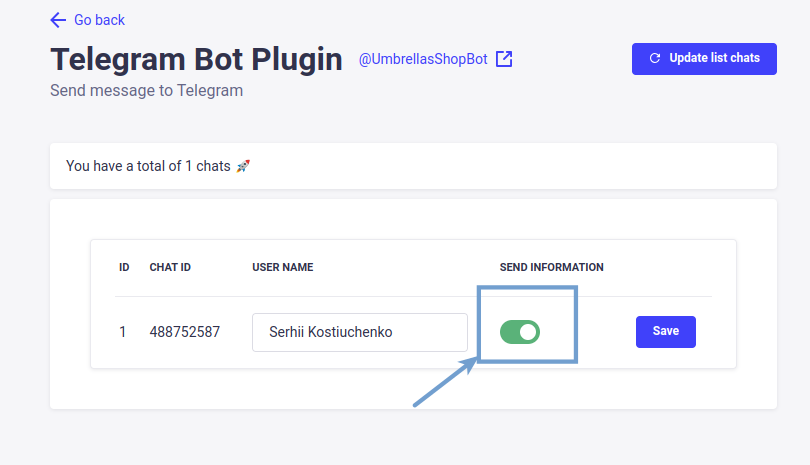 Go back
Telegram Bot Plugin @UmbrellasShopBot Update list chats
Send message to Telegram
You have a total of 1 chats 🚀
ID CHAT ID USER NAME SEND INFORMATION
1 488752587 Serhii Kostiuchenko Save